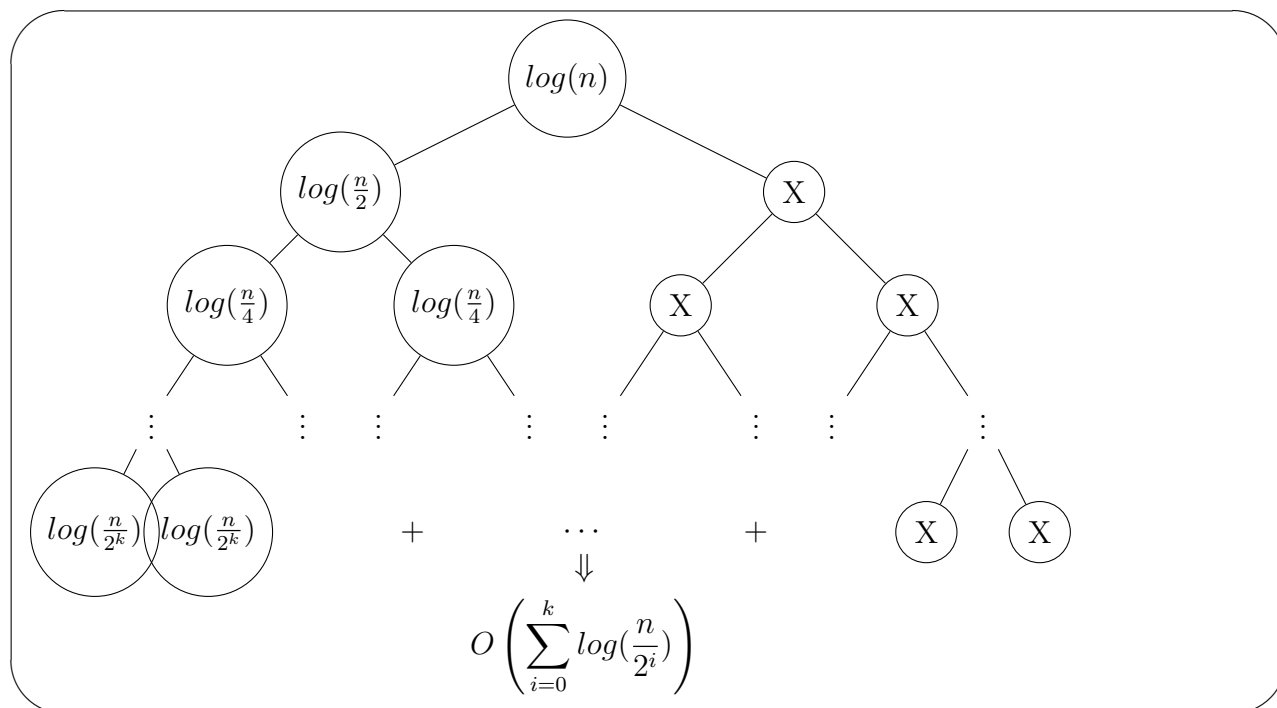 log(n)
log(n/2) X
log(n/4) log(n/4) X X
⋮ ⋮ ⋮ ⋮ ⋮ ⋮ ⋮ ⋮
log(n/2^k) log(n/2^k) + ⋯ + X X
⇓
O(∑_{i=0}^{k} log(n/2^i))